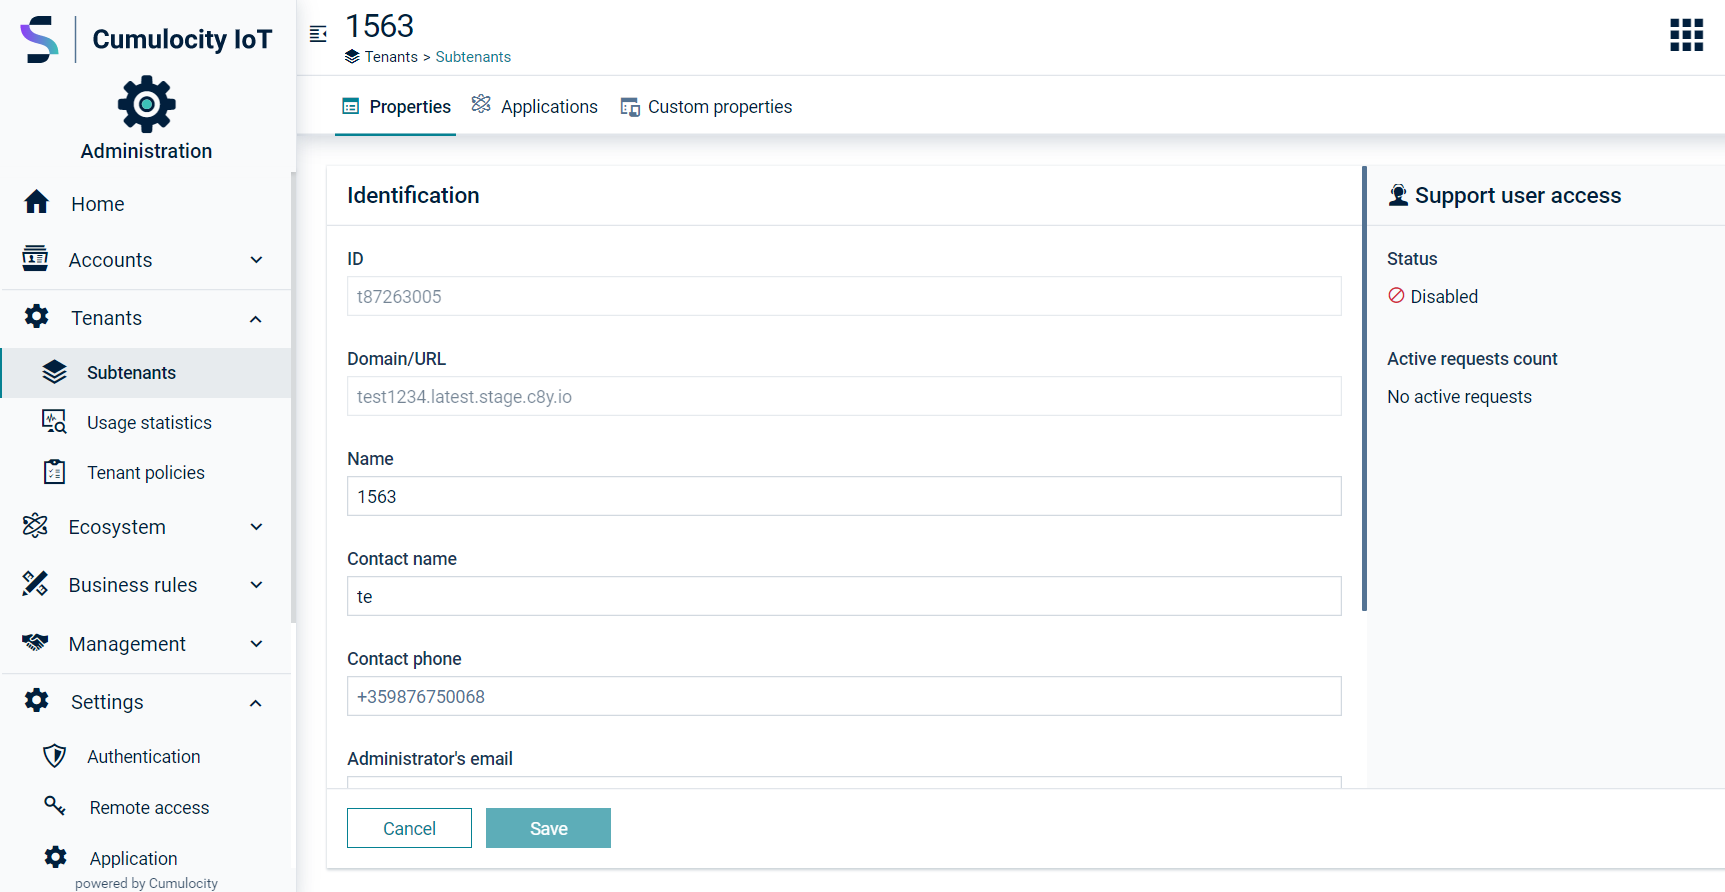 Cumulocity IoT
Administration
Home
Accounts
Tenants
Subtenants
Usage statistics
Tenant policies
Ecosystem
Business rules
Management
Settings
Authentication
Remote access
Application
powered by Cumulocity
1563
Tenants > Subtenants
Properties Applications Custom properties
Identification
ID
t87263005
Domain/URL
test1234.latest.stage.c8y.io
Name
1563
Contact name
te
Contact phone
+359876750068
Administrator's email
Cancel Save
Support user access
Status
Disabled
Active requests count
No active requests